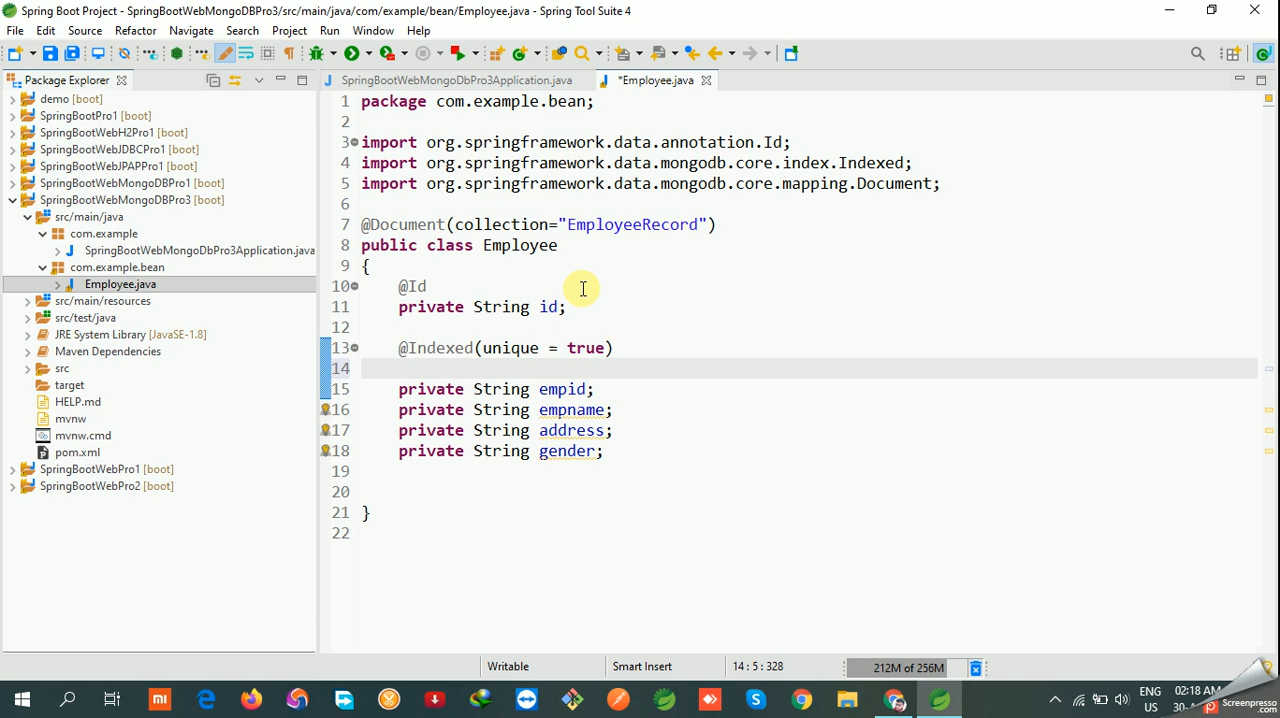 Spring Boot Project - SpringBootWebMongoDBPro3/src/main/java/com/example/bean/Employee.java - Spring Tool Suite 4
File Edit Source Refactor Navigate Search Project Run Window Help
Package Explorer
SpringBootWebMongoDbPro3Application.java
*Employee.java
demo [boot]
SpringBootPro1 [boot]
SpringBootWebH2Pro1 [boot]
SpringBootWebJDBCPro1 [boot]
SpringBootWebJPAPPro1 [boot]
SpringBootWebMongoDBPro1 [boot]
SpringBootWebMongoDBPro3 [boot]
src/main/java
com.example
SpringBootWebMongoDbPro3Application.java
com.example.bean
Employee.java
src/main/resources
src/test/java
JRE System Library [JavaSE-1.8]
Maven Dependencies
src
target
HELP.md
mvnw
mvnw.cmd
pom.xml
SpringBootWebPro1 [boot]
SpringBootWebPro2 [boot]
1 package com.example.bean;
2
3 import org.springframework.data.annotation.Id;
4 import org.springframework.data.mongodb.core.index.Indexed;
5 import org.springframework.data.mongodb.core.mapping.Document;
6
7 @Document(collection="EmployeeRecord")
8 public class Employee
9 {
10 @Id
11 private String id;
12
13 @Indexed(unique = true)
14
15 private String empid;
16 private String empname;
17 private String address;
18 private String gender;
19
20
21 }
22
Writable Smart Insert 14 : 5 : 328 212M of 256M
ENG 02:18 AM
US
Screenpresso
.com